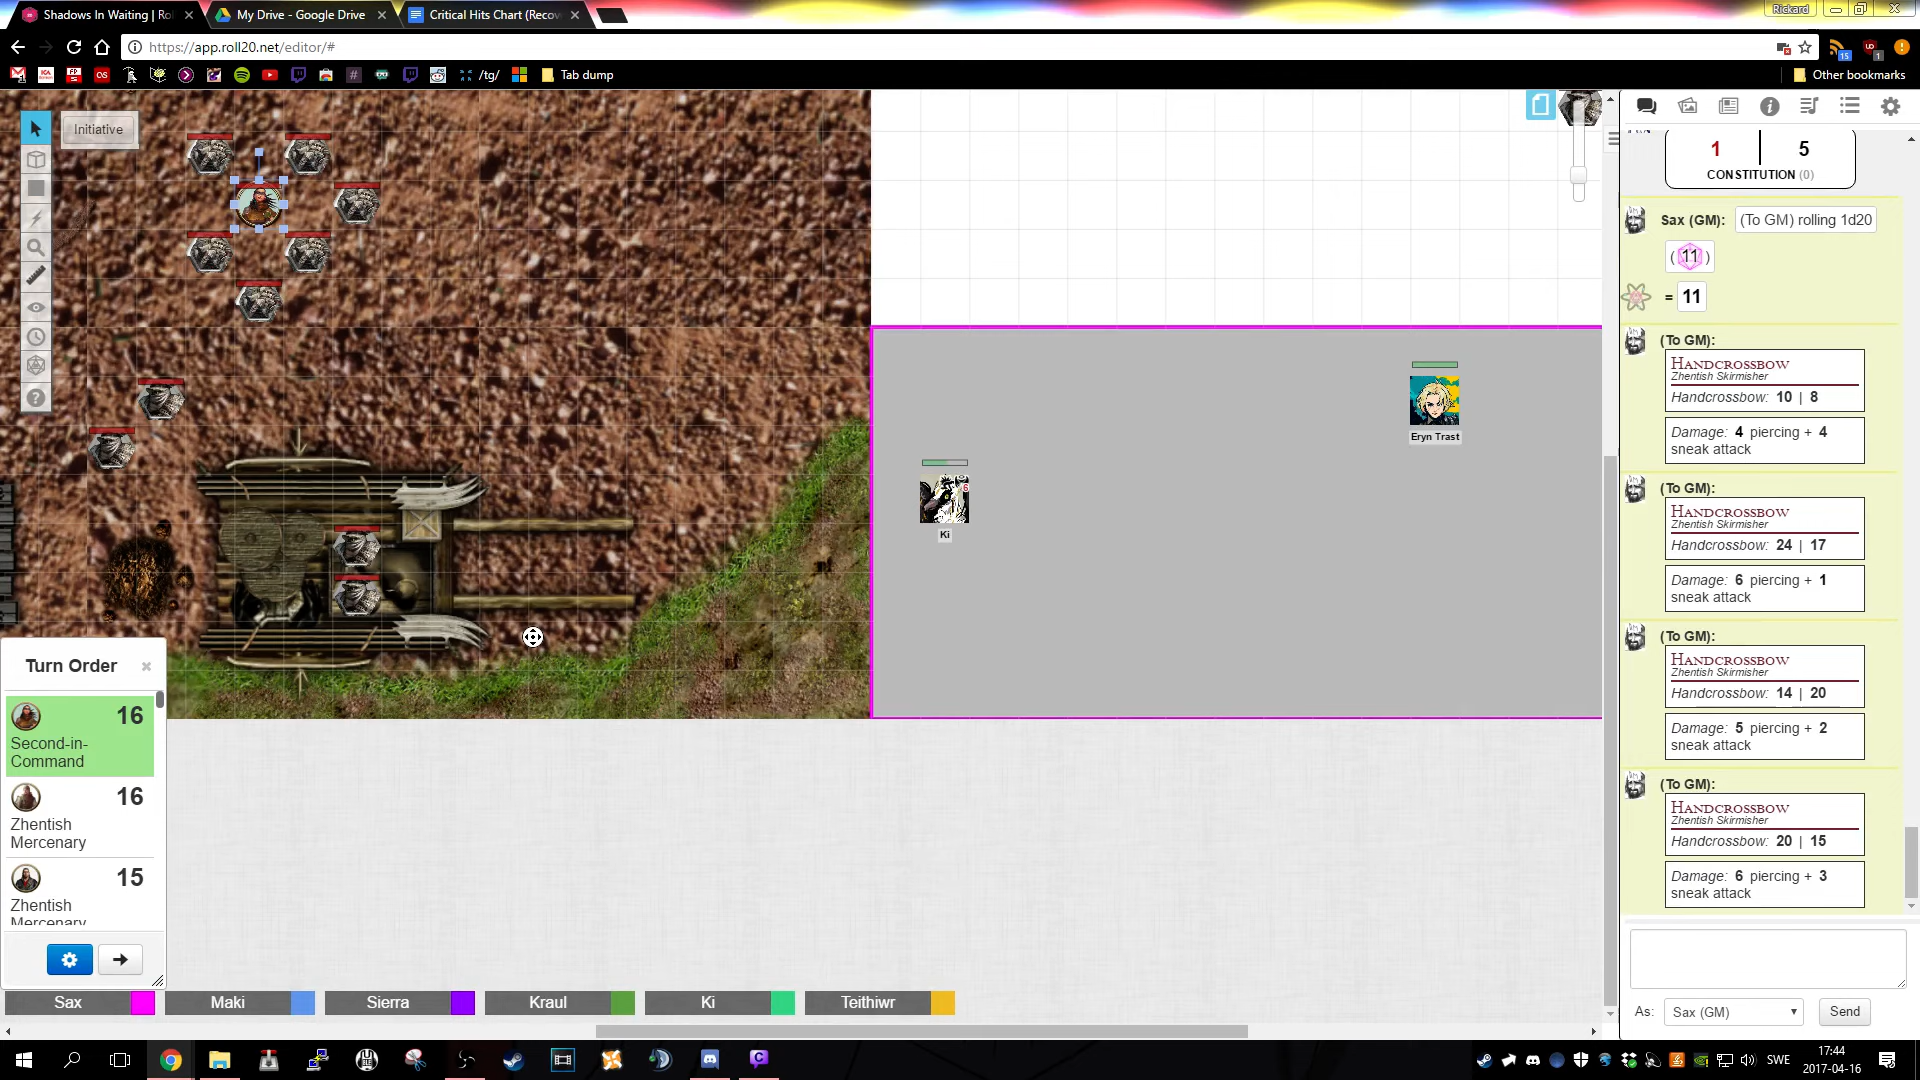 Shadows In Waiting | Ro
My Drive - Google Drive
Critical Hits Chart (Recov
Rickard
https://app.roll20.net/editor/#
/tg/
Tab dump
Other bookmarks
Initiative
1 | 5
CONSTITUTION (0)
Sax (GM): (To GM) rolling 1d20
(11)
= 11
(To GM):
HANDCROSSBOW
Zhentish Skirmisher
Handcrossbow: 10 | 8
Damage: 4 piercing + 4
sneak attack
(To GM):
HANDCROSSBOW
Zhentish Skirmisher
Handcrossbow: 24 | 17
Damage: 6 piercing + 1
sneak attack
(To GM):
HANDCROSSBOW
Zhentish Skirmisher
Handcrossbow: 14 | 20
Damage: 5 piercing + 2
sneak attack
(To GM):
HANDCROSSBOW
Zhentish Skirmisher
Handcrossbow: 20 | 15
Damage: 6 piercing + 3
sneak attack
Eryn Trast
6
Ki
Turn Order
16
Second-in-
Command
16
Zhentish
Mercenary
15
Zhentish
Mercenary
Sax
Maki
Sierra
Kraul
Ki
Teithiwr
As: Sax (GM)
Send
SWE
17:44
2017-04-16